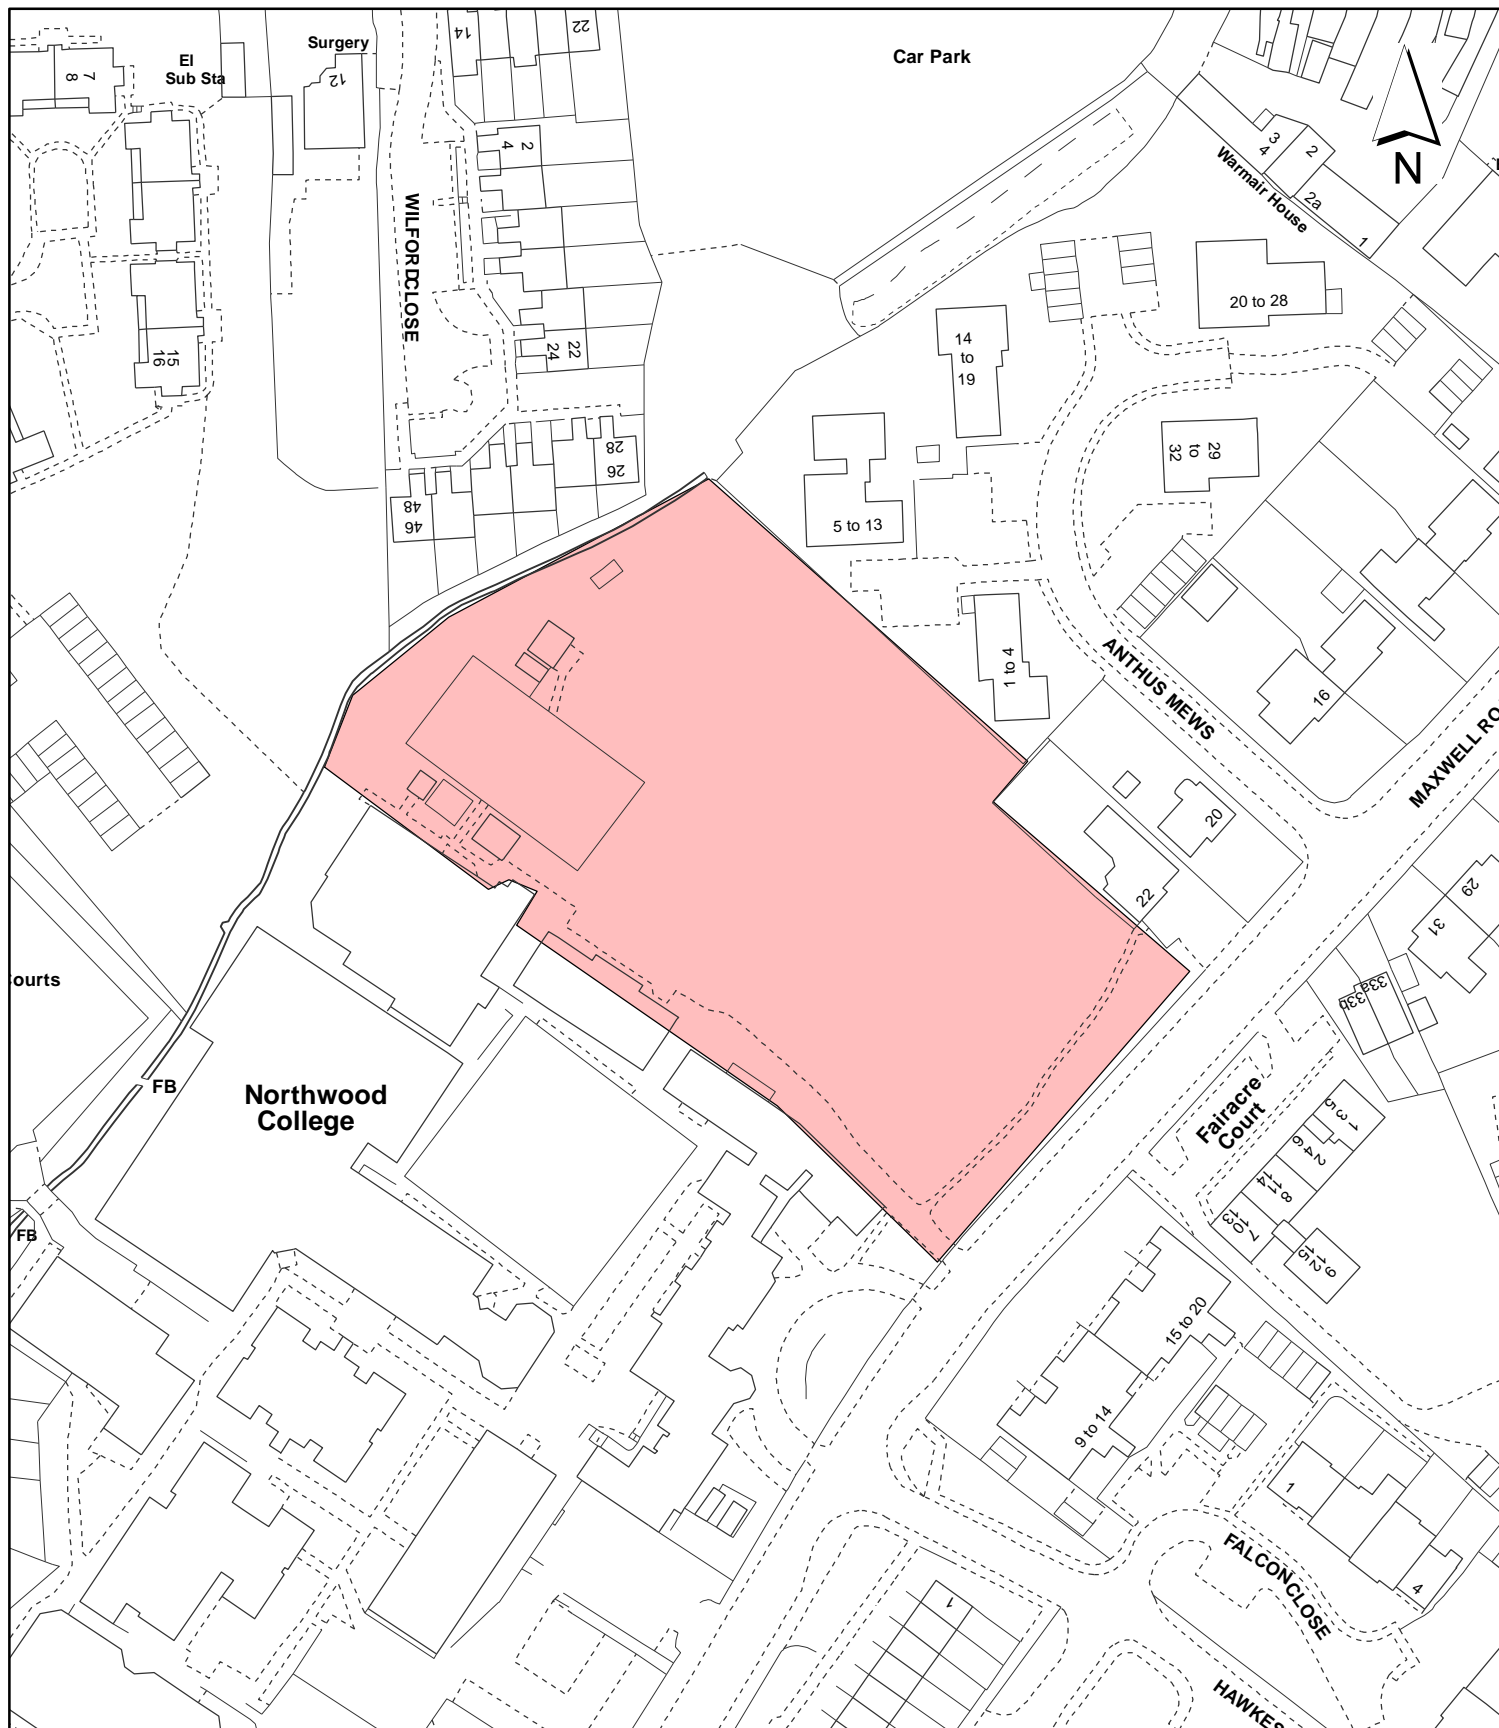 Surgery
12
El
Sub Sta
7
8
14
22
Car Park
N
3
4
2
2a
1
Warmair House
2
4
WILFORD CLOSE
20 to 28
14
to
19
15
16
22
24
29
to
32
28
26
48
46
5 to 13
1 to 4
ANTHUS MEWS
16
MAXWELL RO
20
22
29
31
33a
33b
ourts
FB
Northwood
College
Fairacre
Court
5 3 1
6 4 2
14 11 8
13 10 7
15 12 9
FB
15 to 20
9 to 14
1
4
FALCON CLOSE
1
HAWKES